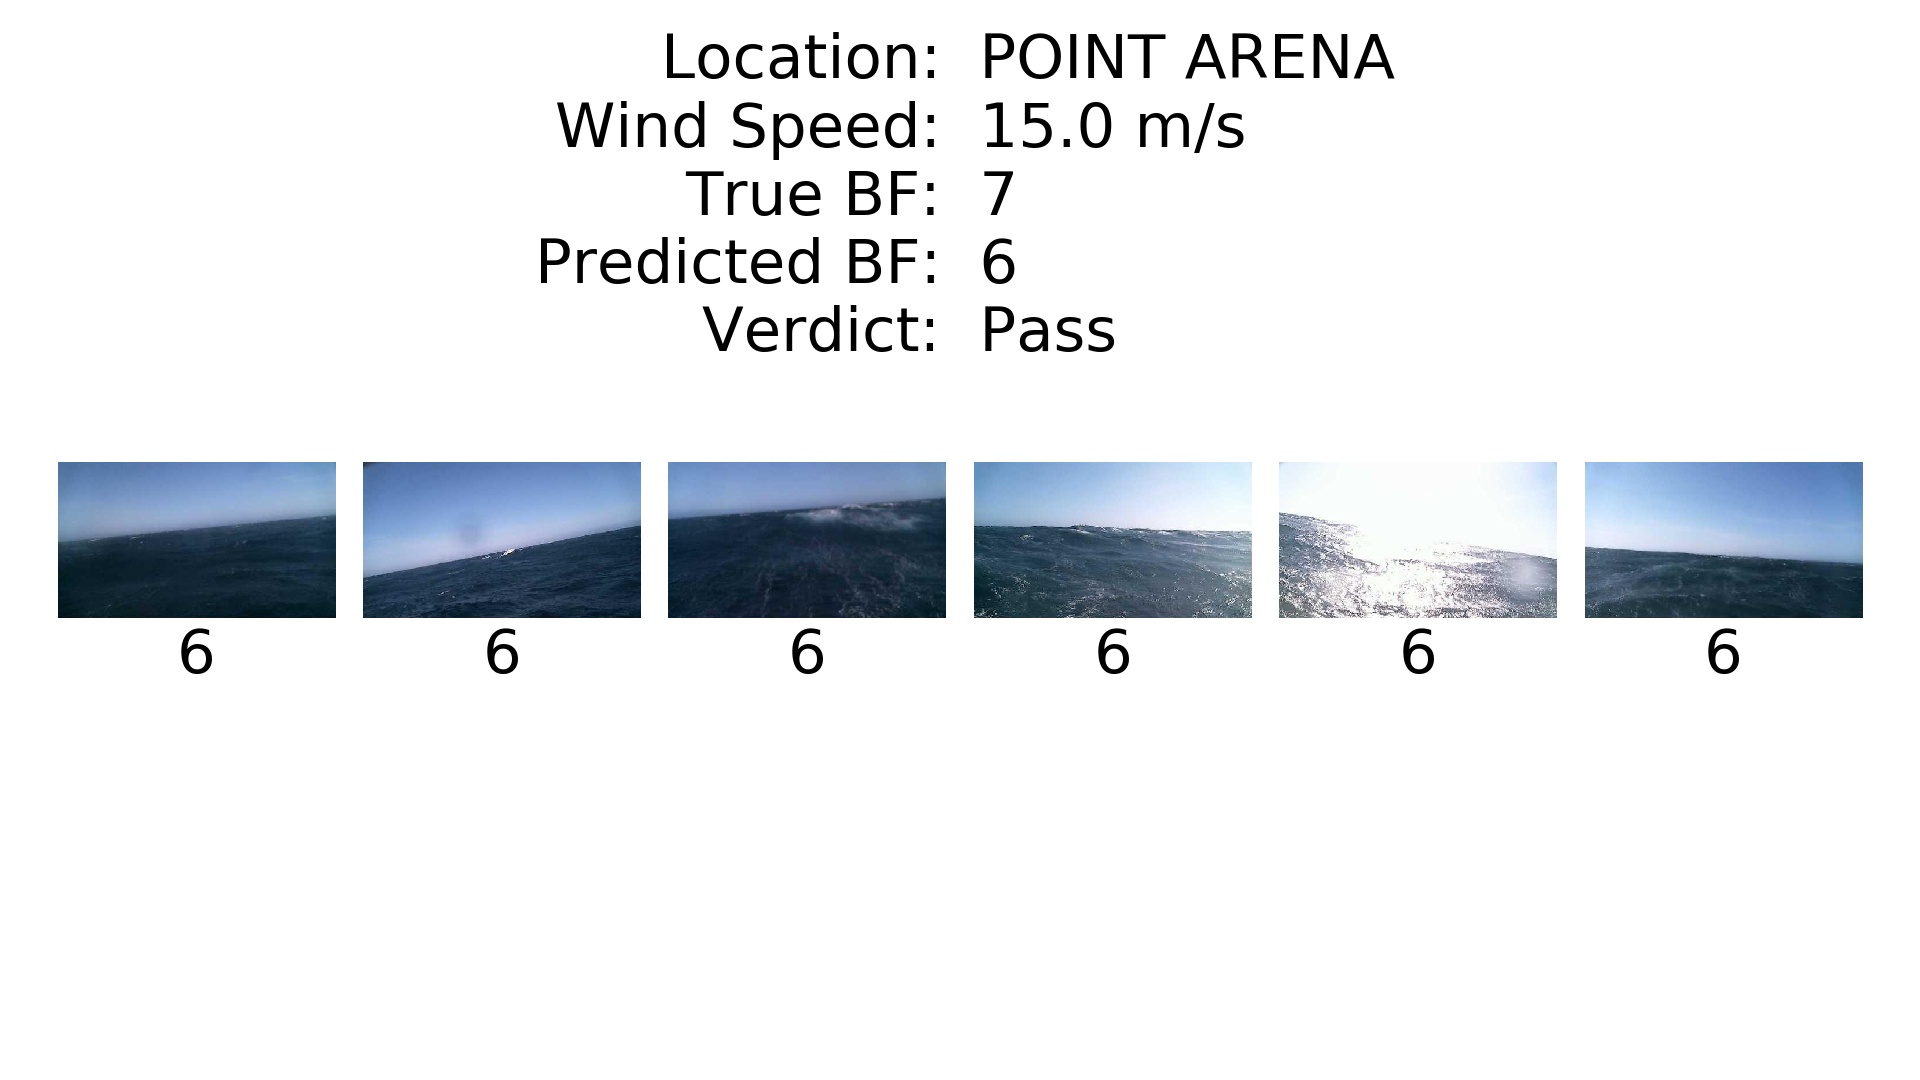 Location: POINT ARENA
Wind Speed: 15.0 m/s
True BF: 7
Predicted BF: 6
Verdict: Pass
6 6 6 6 6 6